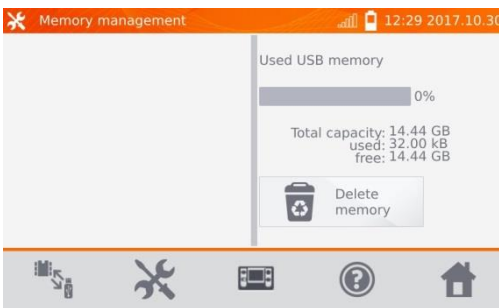 Memory management
12:29 2017.10.30
Used USB memory
0%
Total capacity: 14.44 GB
used: 32.00 kB
free: 14.44 GB
Delete
memory
?